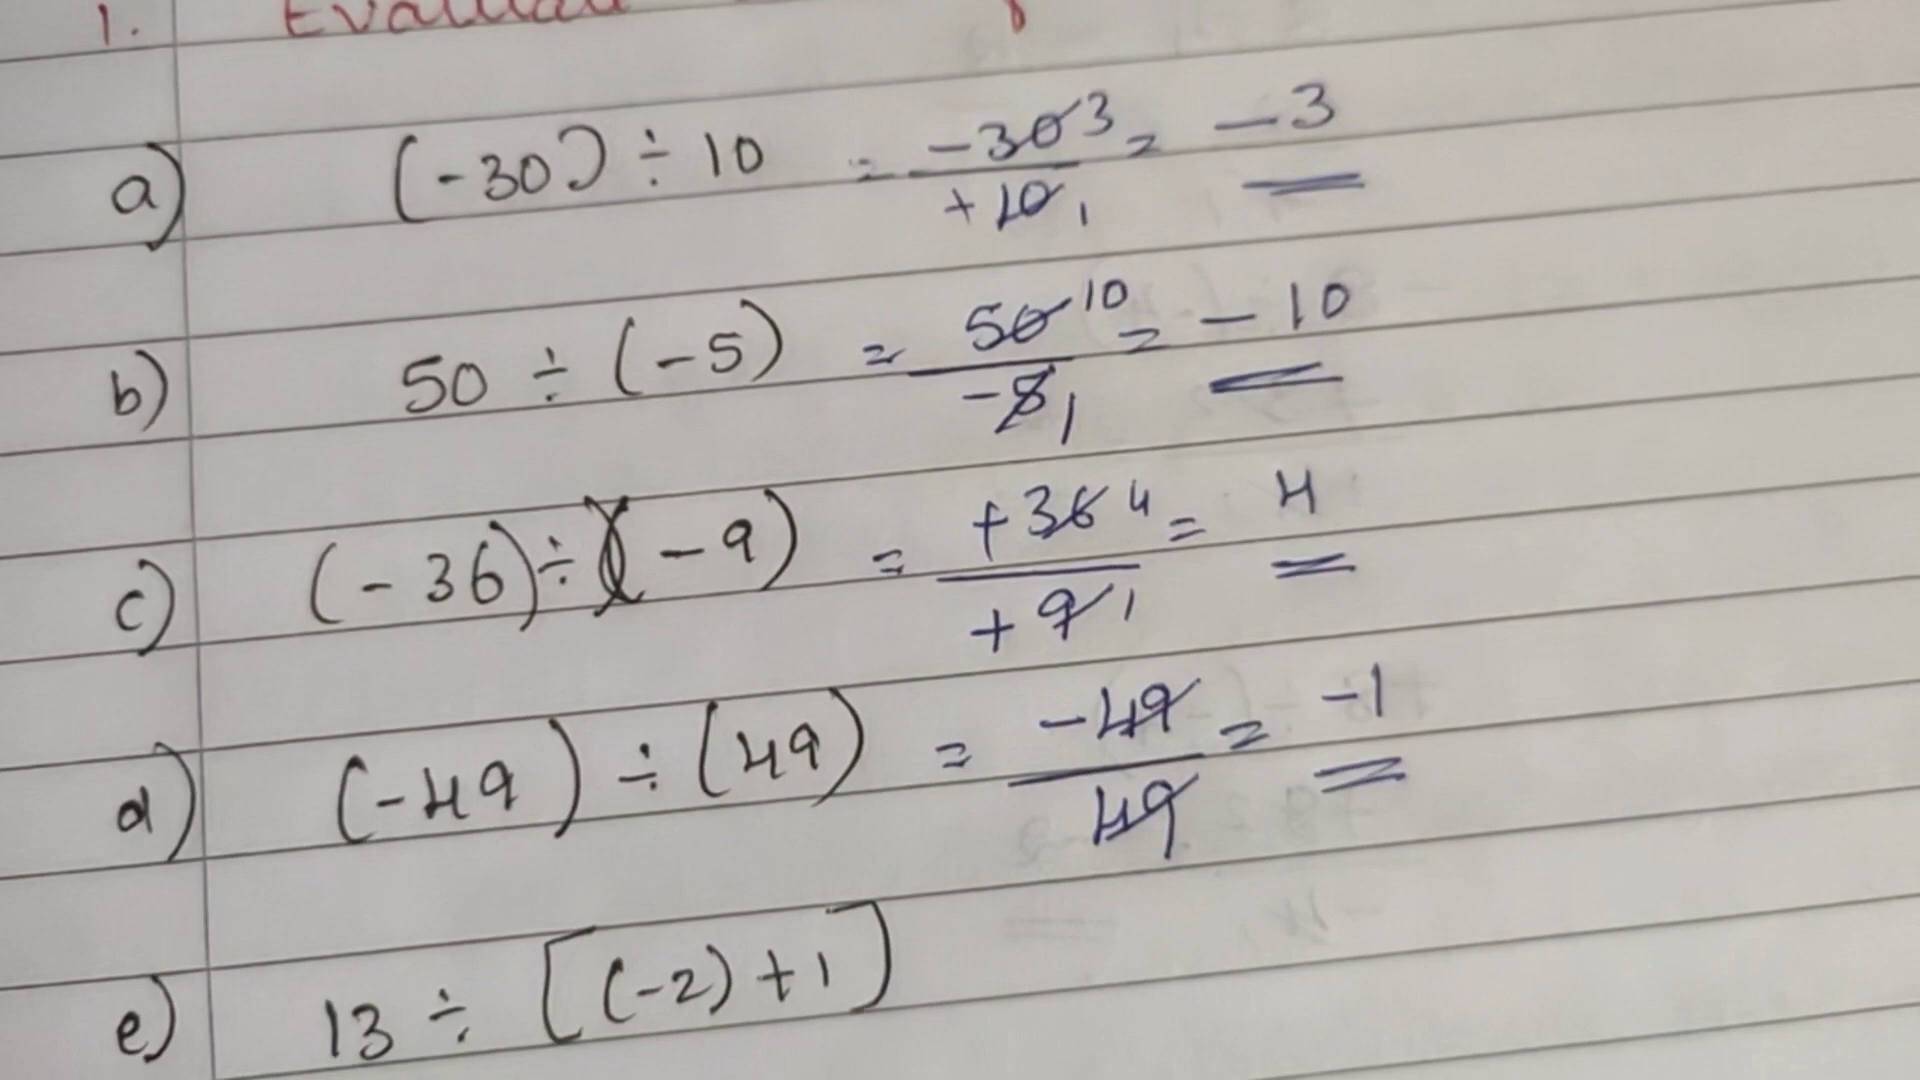 1.
a) (-30) ÷ 10 = -30 3 / +10 1 = -3
b) 50 ÷ (-5) = 50 10 / -5 1 = -10
c) (-36) ÷ (-9) = +36 4 / +9 1 = 4
d) (-49) ÷ (49) = -49 / 49 = -1
e) 13 ÷ [(-2) + 1]